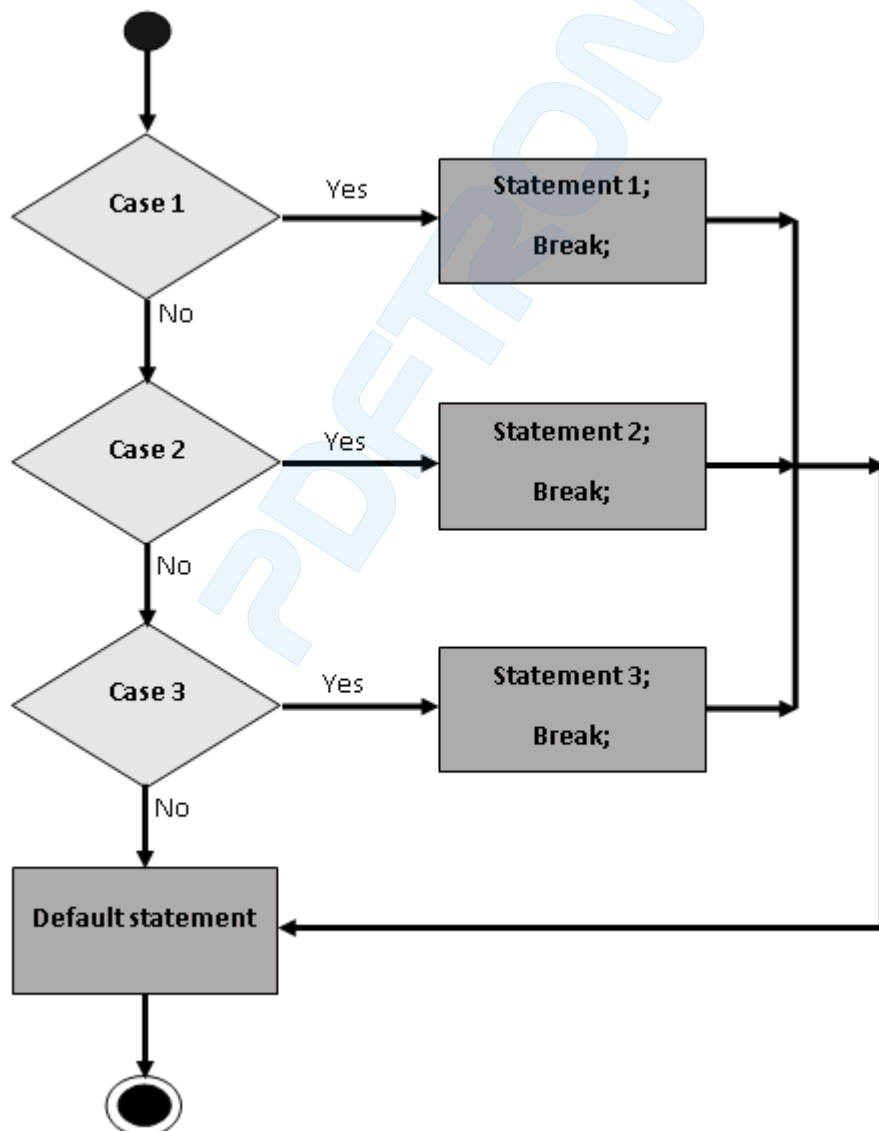 Case 1
Yes
Statement 1;
Break;
No
Case 2
Yes
Statement 2;
Break;
No
Case 3
Yes
Statement 3;
Break;
No
Default statement
PDFTRON